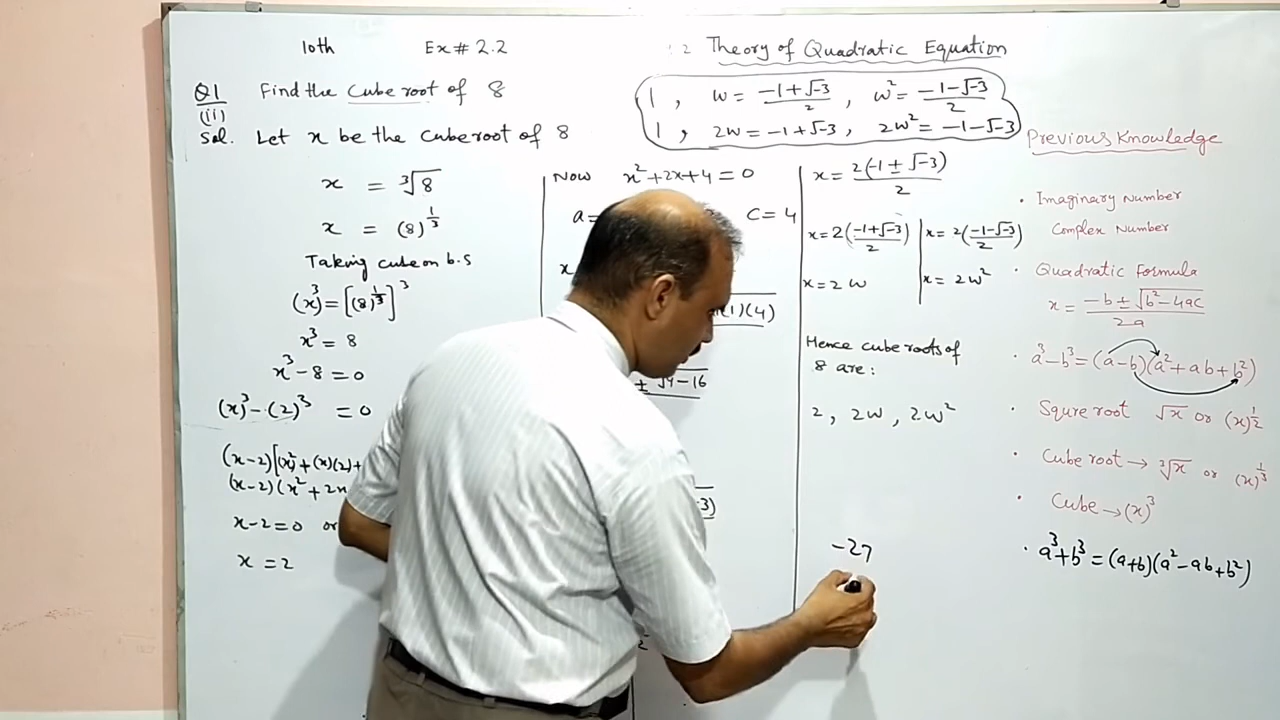 10th Ex # 2.2
2 Theory of Quadratic Equation
Q1 Find the cube root of 8
(ii)
Sol. Let x be the cube root of 8
x = ∛8
x = (8)^1/3
Taking cube on b.s
(x)³ = [(8)^1/3]³
x³ = 8
x³ - 8 = 0
(x)³ - (2)³ = 0
(x-2)[(x)² + (x)(2) +
(x-2)(x² + 2x
x-2 = 0 or
x = 2
1 , w = (-1+√-3)/2 , w² = (-1-√-3)/2
1 , 2w = -1+√-3 , 2w² = -1-√-3
Now x² + 2x + 4 = 0
a = C = 4
x
(1)(4)
± √4-16
-3)
x = 2(-1 ± √-3)/2
x = 2((-1+√-3)/2) x = 2((-1-√-3)/2)
x = 2w x = 2w²
Hence cube roots of
8 are :
2 , 2w , 2w²
-27
Previous Knowledge
• Imaginary Number
Complex Number
• Quadratic Formula
x = (-b ± √b²-4ac)/2a
• a³ - b³ = (a-b)(a² + ab + b²)
• Squre root √x or (x)^1/2
• Cube root → ∛x or (x)^1/3
• Cube → (x)³
• a³ + b³ = (a+b)(a² - ab + b²)